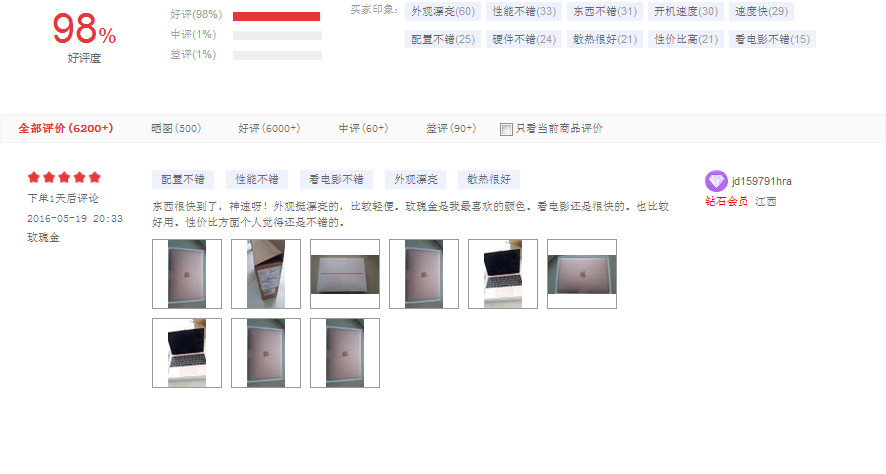 98%
好评度
好评(98%)
中评(1%)
差评(1%)
买家印象:
外观漂亮(60) 性能不错(33) 东西不错(31) 开机速度(30) 速度快(29)
配置不错(25) 硬件不错(24) 散热很好(21) 性价比高(21) 看电影不错(15)
全部评价(6200+) 晒图(500) 好评(6000+) 中评(60+) 差评(90+) 只看当前商品评价
下单1天后评论
2016-05-19 20:33
玫瑰金
配置不错 性能不错 看电影不错 外观漂亮 散热很好
东西很快到了，神速呀！外观挺漂亮的，比较轻便。玫瑰金是我最喜欢的颜色。看电影还是很快的。也比较
好用。性价比方面个人觉得还是不错的。
jd159791hra
钻石会员 江西